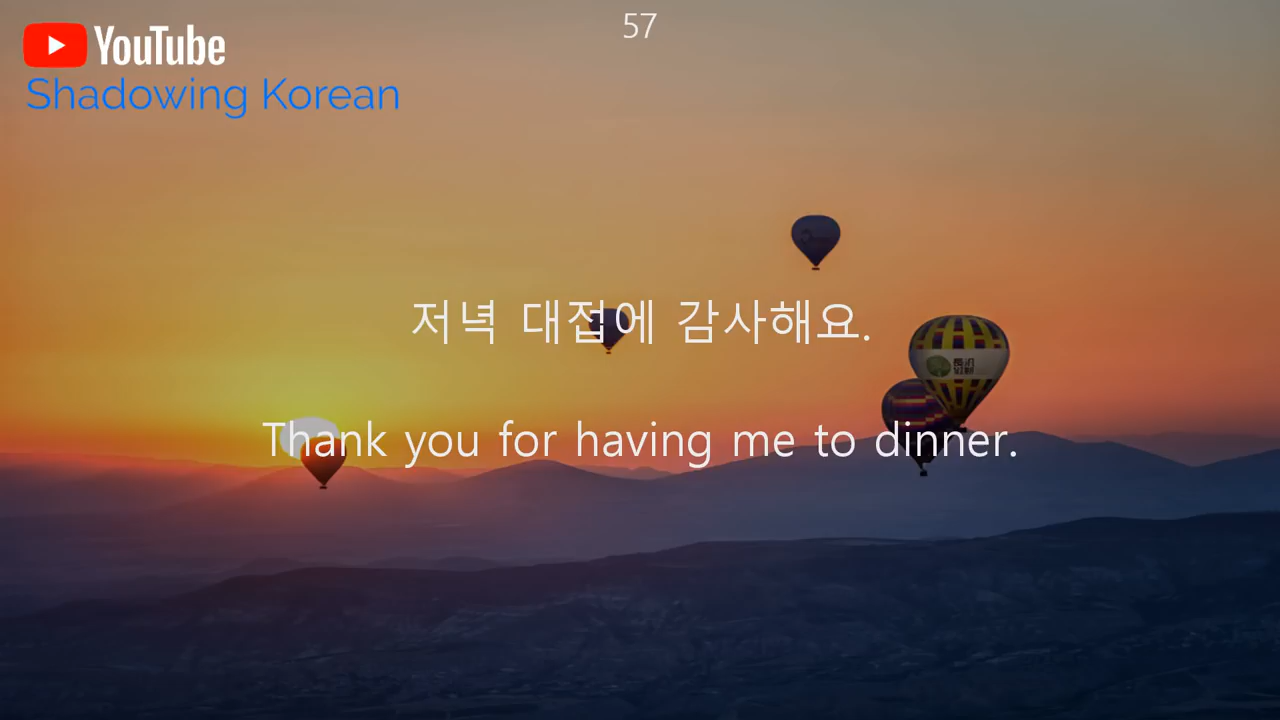 57
YouTube
Shadowing Korean
저녁 대접에 감사해요.
Thank you for having me to dinner.